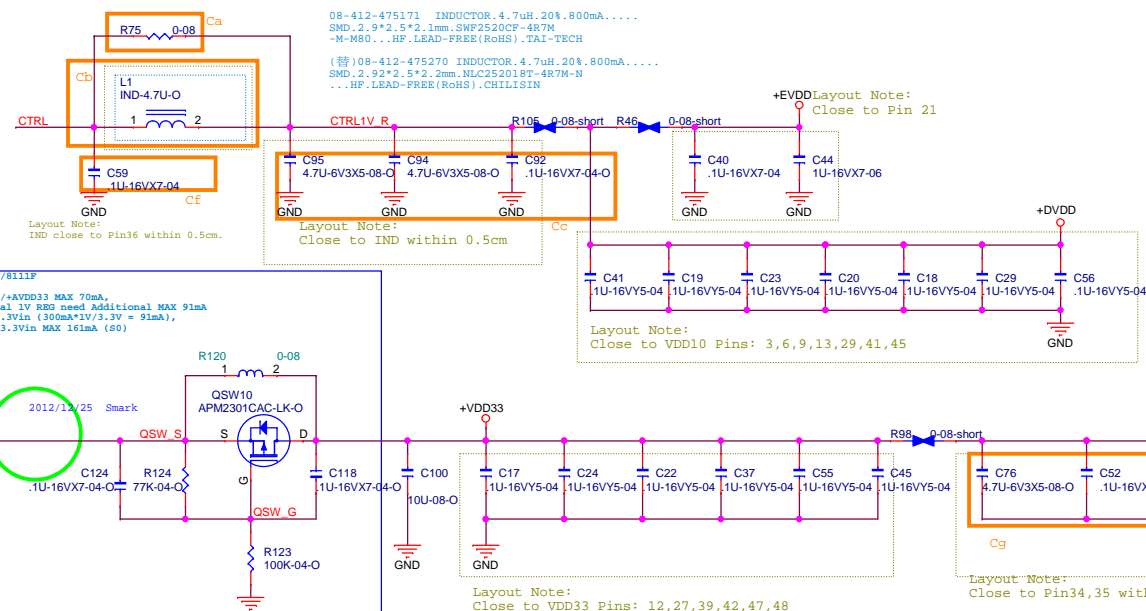 R75 0-08 Ca
08-412-475171 INDUCTOR.4.7uH.20%.800mA.....
SMD.2.9*2.5*2.1mm.SWF2520CF-4R7M
-M-M80...HF.LEAD-FREE(RoHS).TAI-TECH
(替)08-412-475270 INDUCTOR.4.7uH.20%.800mA.....
SMD.2.92*2.5*2.2mm.NLC252018T-4R7M-N
...HF.LEAD-FREE(RoHS).CHILISIN
Cb
L1
IND-4.7U-O
1 2
CTRL
CTRL1V_R
R105 0-08-short
R46 0-08-short
+EVDD
Layout Note:
Close to Pin 21
C59
.1U-16VX7-04
GND
Cf
Layout Note:
IND close to Pin36 within 0.5cm.
C95
4.7U-6V3X5-08-O
GND
C94
4.7U-6V3X5-08-O
GND
C92
.1U-16VX7-04-O
GND
Cc
Layout Note:
Close to IND within 0.5cm
C40
.1U-16VX7-04
GND
C44
1U-16VX7-06
GND
+DVDD
C41
.1U-16VY5-04
C19
.1U-16VY5-04
C23
.1U-16VY5-04
C20
.1U-16VY5-04
C18
.1U-16VY5-04
C29
.1U-16VY5-04
C56
.1U-16VY5-04
GND
Layout Note:
Close to VDD10 Pins: 3,6,9,13,29,41,45
/8111F
/+AVDD33 MAX 70mA,
al 1V REG need Additional MAX 91mA
.3Vin (300mA*1V/3.3V = 91mA),
3.3Vin MAX 161mA (S0)
R120 0-08
1 2
QSW10
APM2301CAC-LK-O
2012/12/25 Smark
QSW_S
S D
G
C124
.1U-16VX7-04-O
R124
77K-04-O
C118
.1U-16VX7-04-O
QSW_G
R123
100K-04-O
C100
10U-08-O
GND
+VDD33
C17
.1U-16VY5-04
C24
.1U-16VY5-04
C22
.1U-16VY5-04
C37
.1U-16VY5-04
C55
.1U-16VY5-04
C45
.1U-16VY5-04
GND
Layout Note:
Close to VDD33 Pins: 12,27,39,42,47,48
R98 0-08-short
C76
4.7U-6V3X5-08-O
C52
.1U-16VX
Cg
Layout Note:
Close to Pin34,35 with